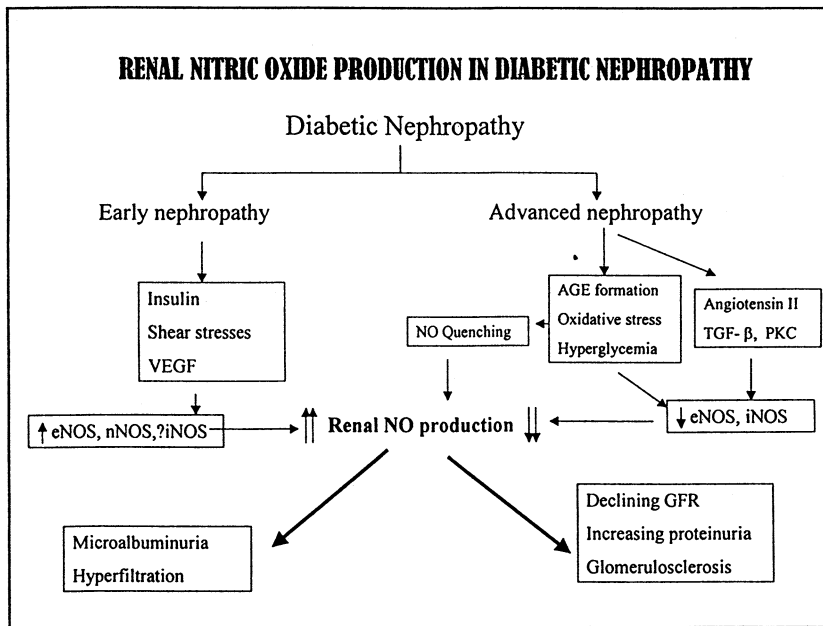 RENAL NITRIC OXIDE PRODUCTION IN DIABETIC NEPHROPATHY
Diabetic Nephropathy
Early nephropathy
Advanced nephropathy
Insulin
Shear stresses
VEGF
NO Quenching
AGE formation
Oxidative stress
Hyperglycemia
Angiotensin II
TGF- β, PKC
↑ eNOS, nNOS,?iNOS
↑↑ Renal NO production ↓↓
↓ eNOS, iNOS
Microalbuminuria
Hyperfiltration
Declining GFR
Increasing proteinuria
Glomerulosclerosis